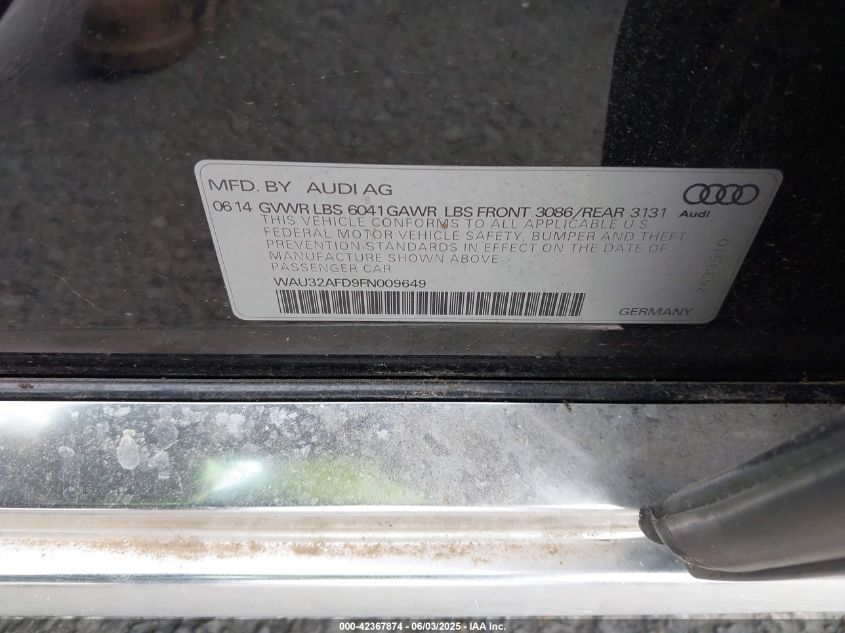 MFD. BY AUDI AG
06 14 GVWR LBS 6041 GAWR LBS FRONT 3086/REAR 3131
Audi
THIS VEHICLE CONFORMS TO ALL APPLICABLE U.S
FEDERAL MOTOR VEHICLE SAFETY, BUMPER AND THEFT
PREVENTION STANDARDS IN EFFECT ON THE DATE OF
MANUFACTURE SHOWN ABOVE
PASSENGER CAR
WAU32AFD9FN009649
GERMANY
000-42367874 / 06/03/2025 - IAA Inc.